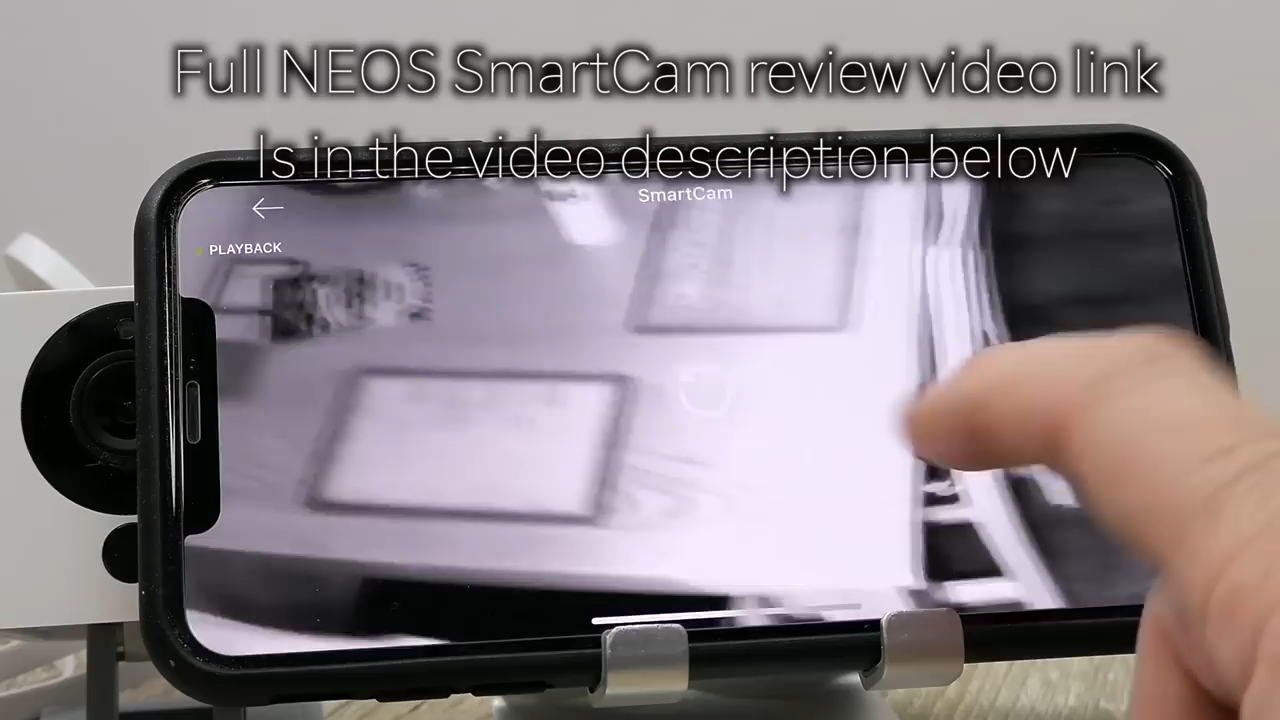 Full NEOS SmartCam review video link
Is in the video description below
SmartCam
PLAYBACK